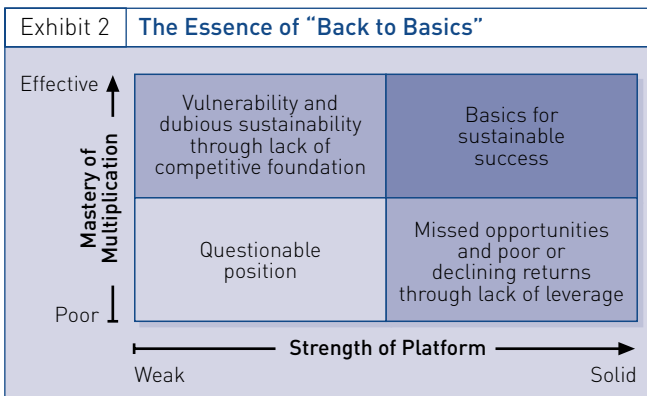 Exhibit 2
The Essence of “Back to Basics”
Effective
Mastery of
Multiplication
Poor
Vulnerability and
dubious sustainability
through lack of
competitive foundation
Basics for
sustainable
success
Questionable
position
Missed opportunities
and poor or
declining returns
through lack of leverage
Strength of Platform
Weak
Solid